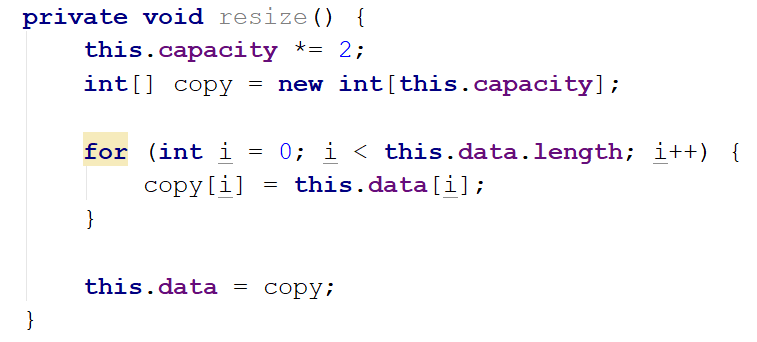 private void resize() {
    this.capacity *= 2;
    int[] copy = new int[this.capacity];
    for (int i = 0; i < this.data.length; i++) {
        copy[i] = this.data[i];
    }
    this.data = copy;
}